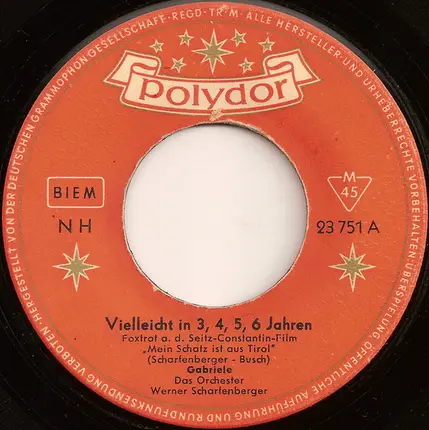 HERGESTELLT VON DER DEUTSCHEN GRAMMOPHON GESELLSCHAFT · REGD·TR·M · ALLE HERSTELLER- UND URHEBERRECHTE VORBEHALTEN · ÜBERSPIELUNG · ÖFFENTLICHE AUFFÜHRUNG UND RUNDFUNKSENDUNG VERBOTEN
Polydor
BIEM
M
45
NH
23 751 A
Vielleicht in 3, 4, 5, 6 Jahren
Foxtrot a. d. Seitz-Constantin-Film
„Mein Schatz ist aus Tirol"
(Scharfenberger - Busch)
Gabriele
Das Orchester
Werner Scharfenberger